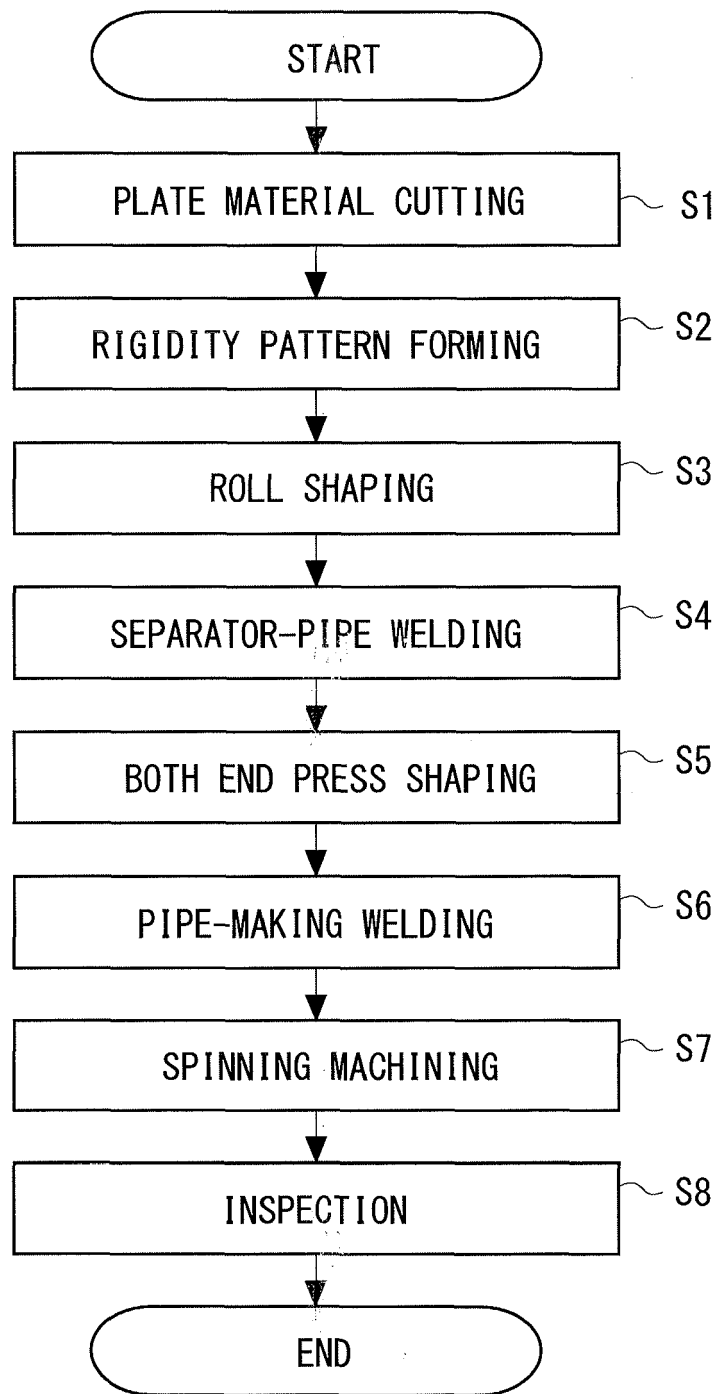 START
PLATE MATERIAL CUTTING
S1
RIGIDITY PATTERN FORMING
S2
ROLL SHAPING
S3
SEPARATOR-PIPE WELDING
S4
BOTH END PRESS SHAPING
S5
PIPE-MAKING WELDING
S6
SPINNING MACHINING
S7
INSPECTION
S8
END